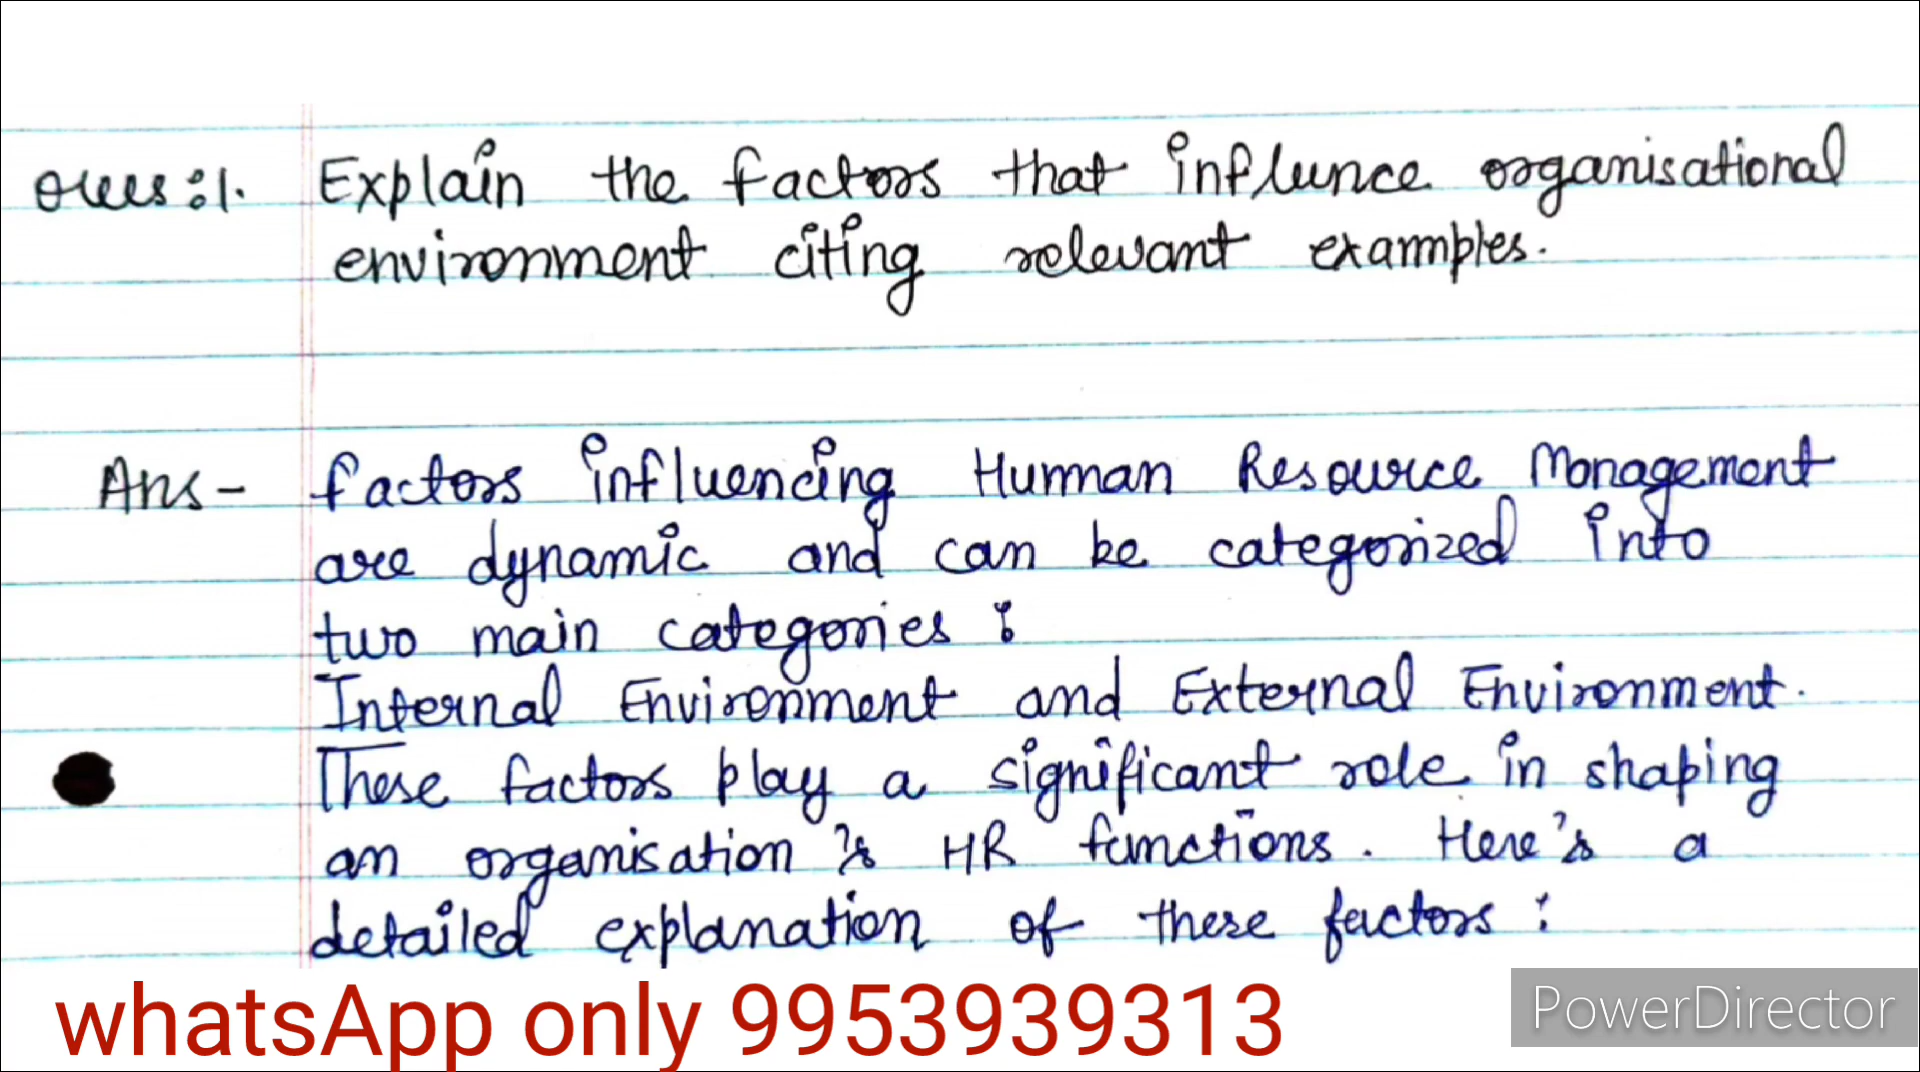 Ques:1. Explain the factors that influnce organisational
environment citing relevant examples.
Ans- factors influencing Human Resource Management
are dynamic and can be categorized into
two main categories :
Internal Environment and External Environment.
These factors play a significant role in shaping
an organisation's HR functions. Here's a
detailed explanation of these factors :
whatsApp only 9953939313
PowerDirector